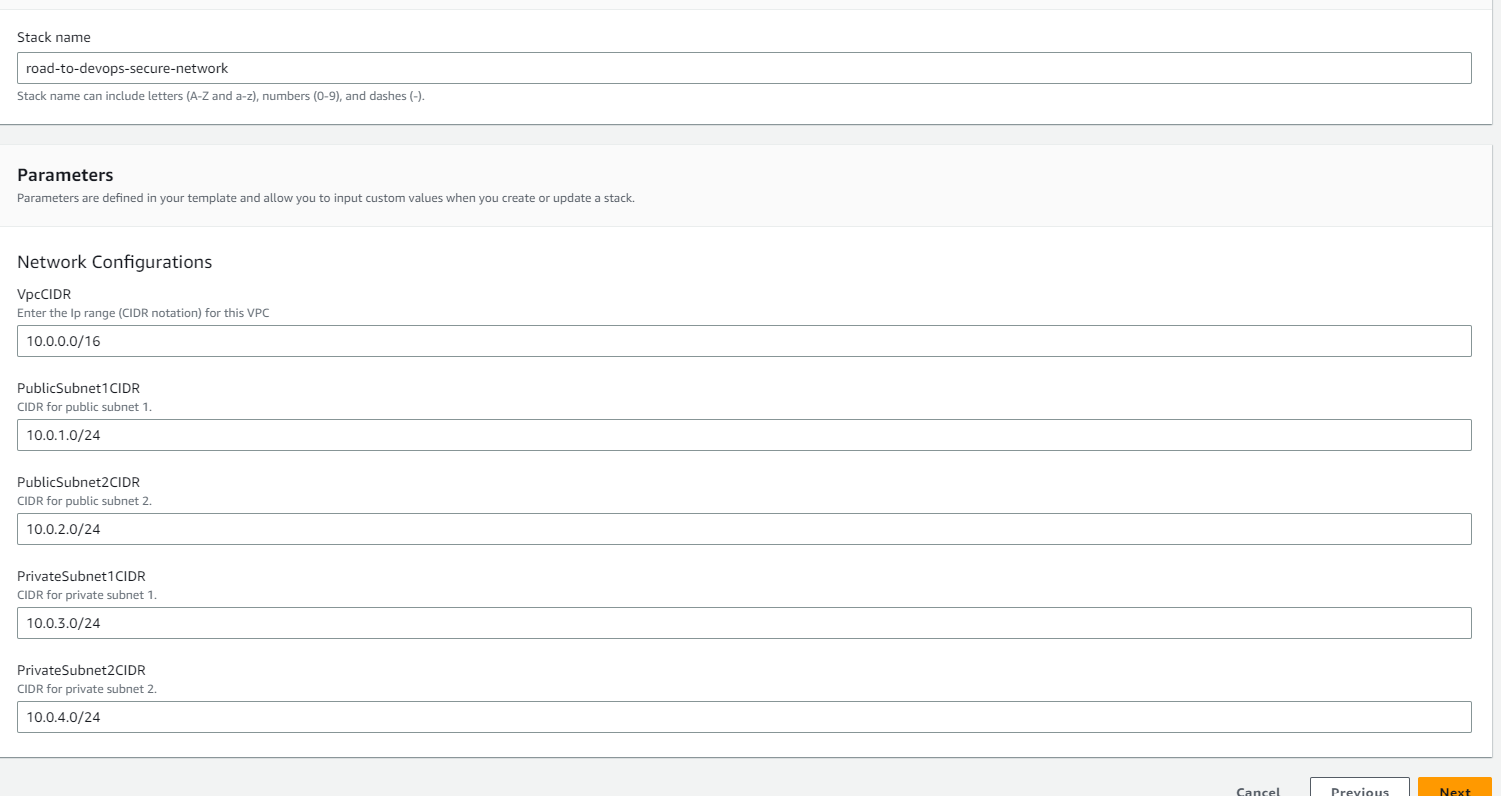 Stack name
road-to-devops-secure-network
Stack name can include letters (A-Z and a-z), numbers (0-9), and dashes (-).
Parameters
Parameters are defined in your template and allow you to input custom values when you create or update a stack.
Network Configurations
VpcCIDR
Enter the Ip range (CIDR notation) for this VPC
10.0.0.0/16
PublicSubnet1CIDR
CIDR for public subnet 1.
10.0.1.0/24
PublicSubnet2CIDR
CIDR for public subnet 2.
10.0.2.0/24
PrivateSubnet1CIDR
CIDR for private subnet 1.
10.0.3.0/24
PrivateSubnet2CIDR
CIDR for private subnet 2.
10.0.4.0/24
Cancel Previous Next